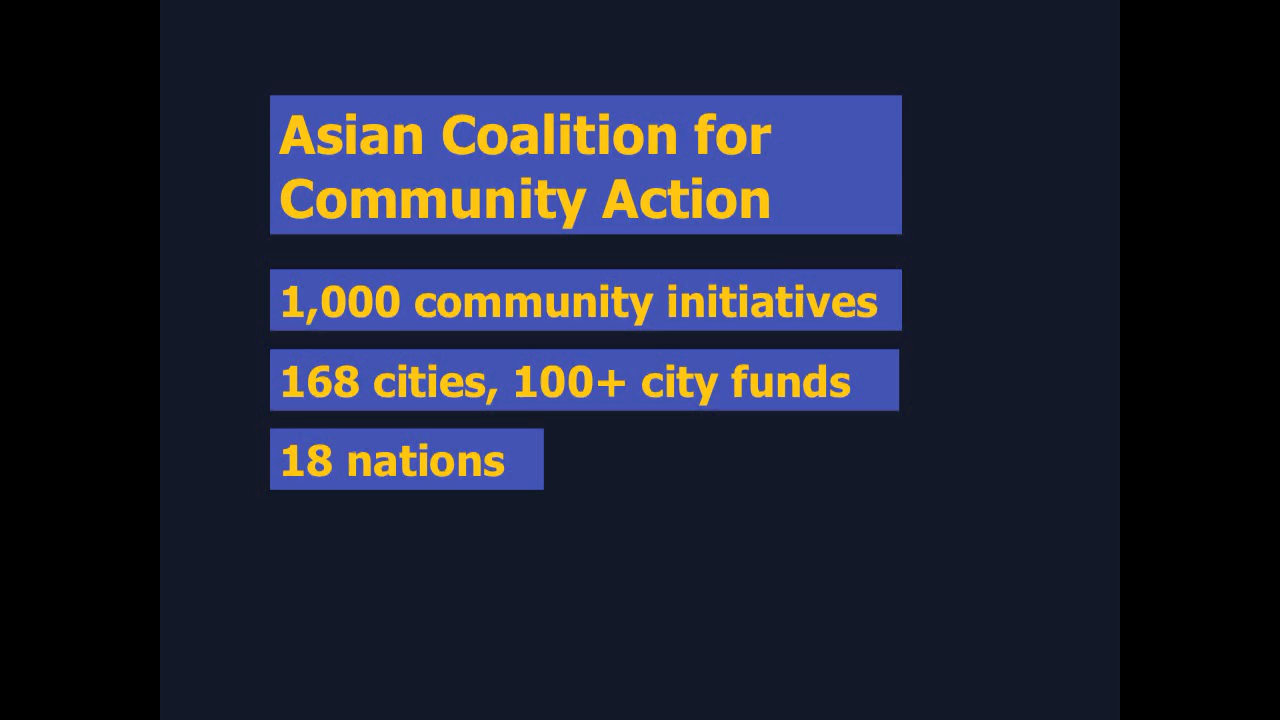 Asian Coalition for
Community Action
1,000 community initiatives
168 cities, 100+ city funds
18 nations